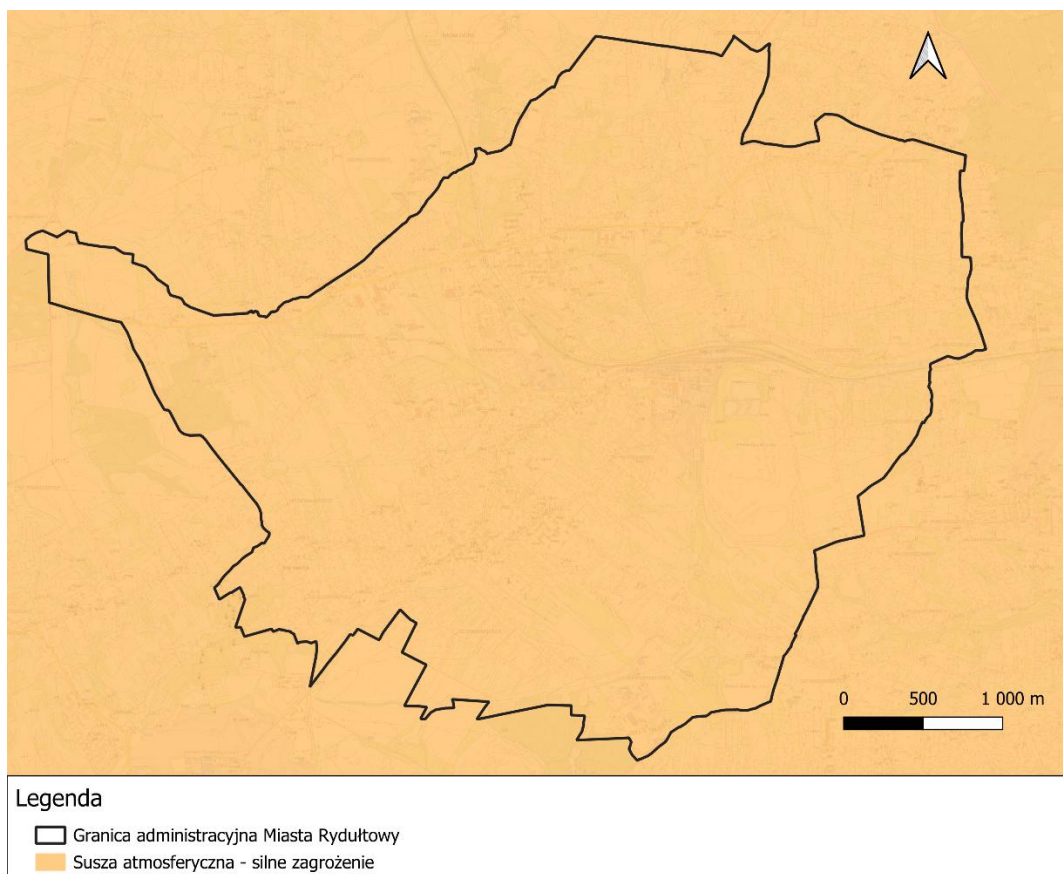 0 500 1 000 m
Legenda
Granica administracyjna Miasta Rydułtowy
Susza atmosferyczna - silne zagrożenie